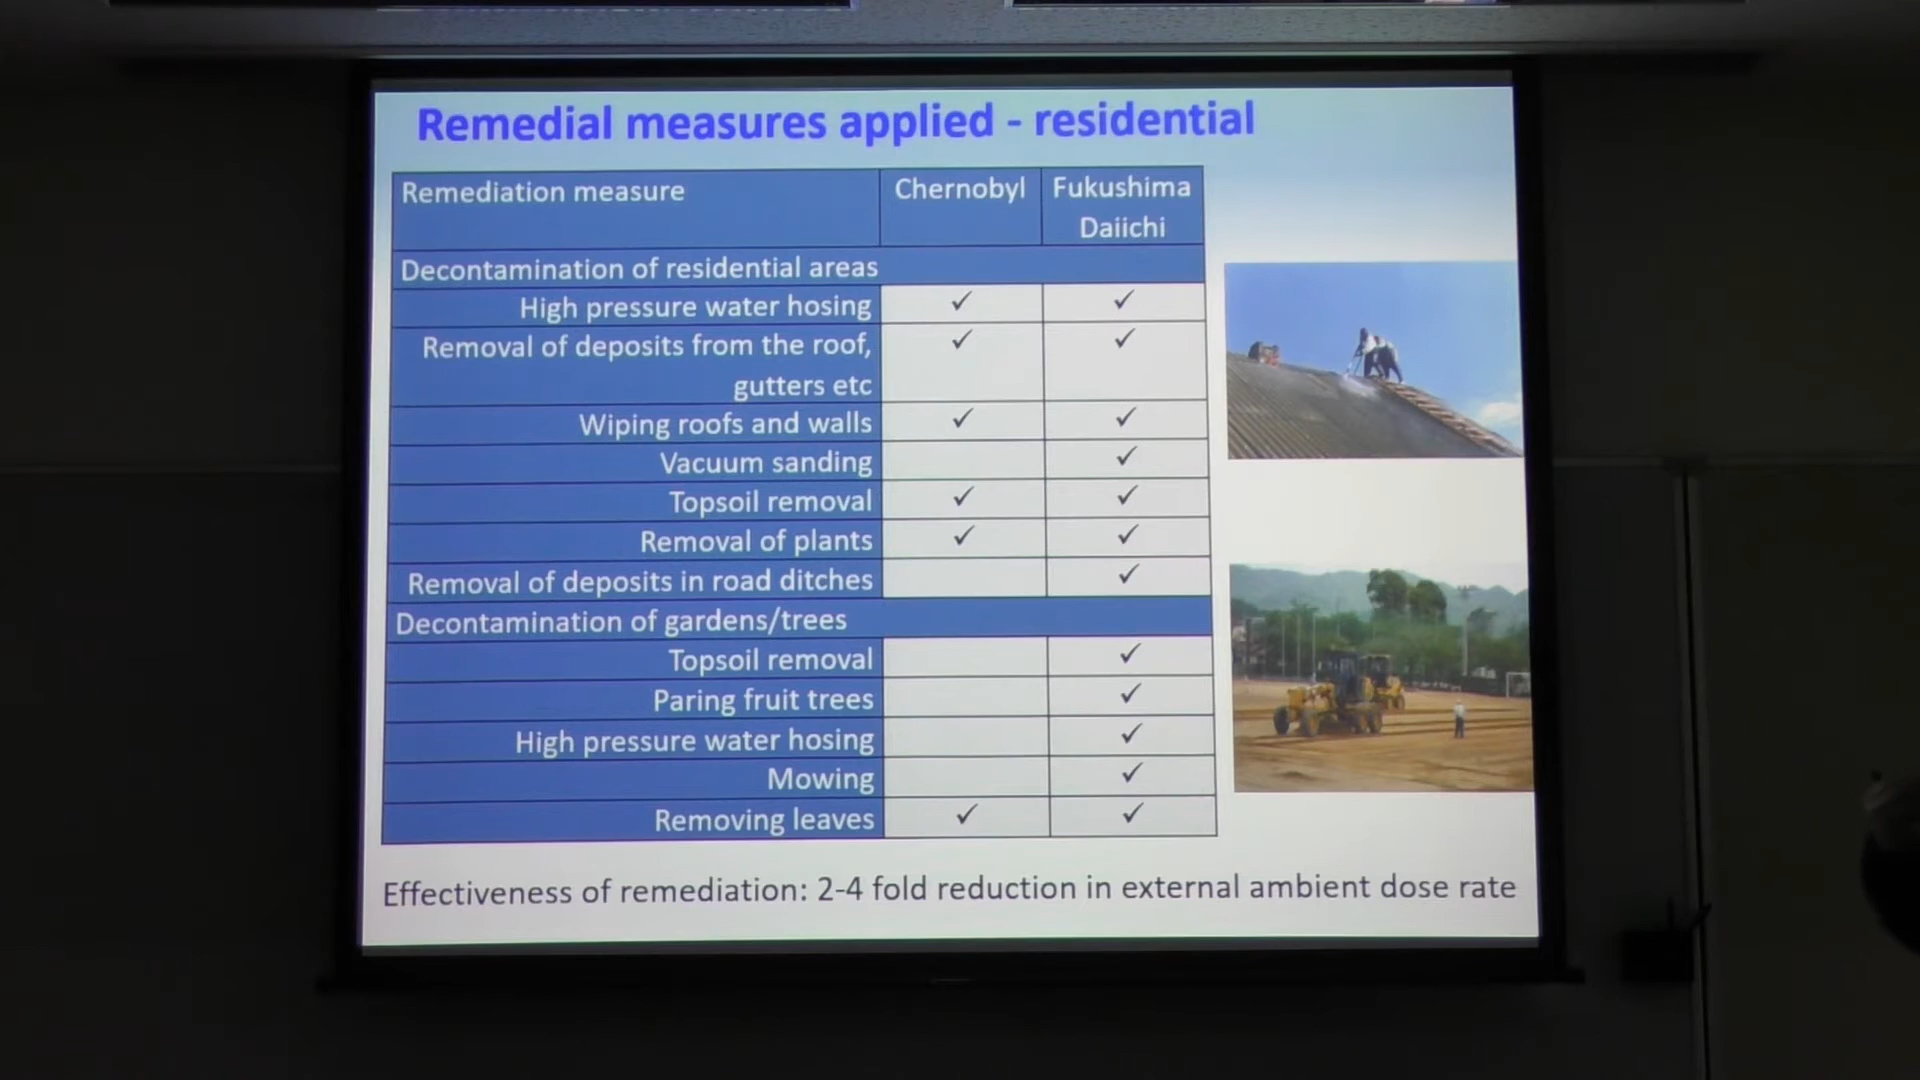 Remedial measures applied - residential
Remediation measure Chernobyl Fukushima
Daiichi
Decontamination of residential areas
High pressure water hosing ✓ ✓
Removal of deposits from the roof, ✓ ✓
gutters etc
Wiping roofs and walls ✓ ✓
Vacuum sanding ✓
Topsoil removal ✓ ✓
Removal of plants ✓ ✓
Removal of deposits in road ditches ✓
Decontamination of gardens/trees
Topsoil removal ✓
Paring fruit trees ✓
High pressure water hosing ✓
Mowing ✓
Removing leaves ✓ ✓
Effectiveness of remediation: 2-4 fold reduction in external ambient dose rate